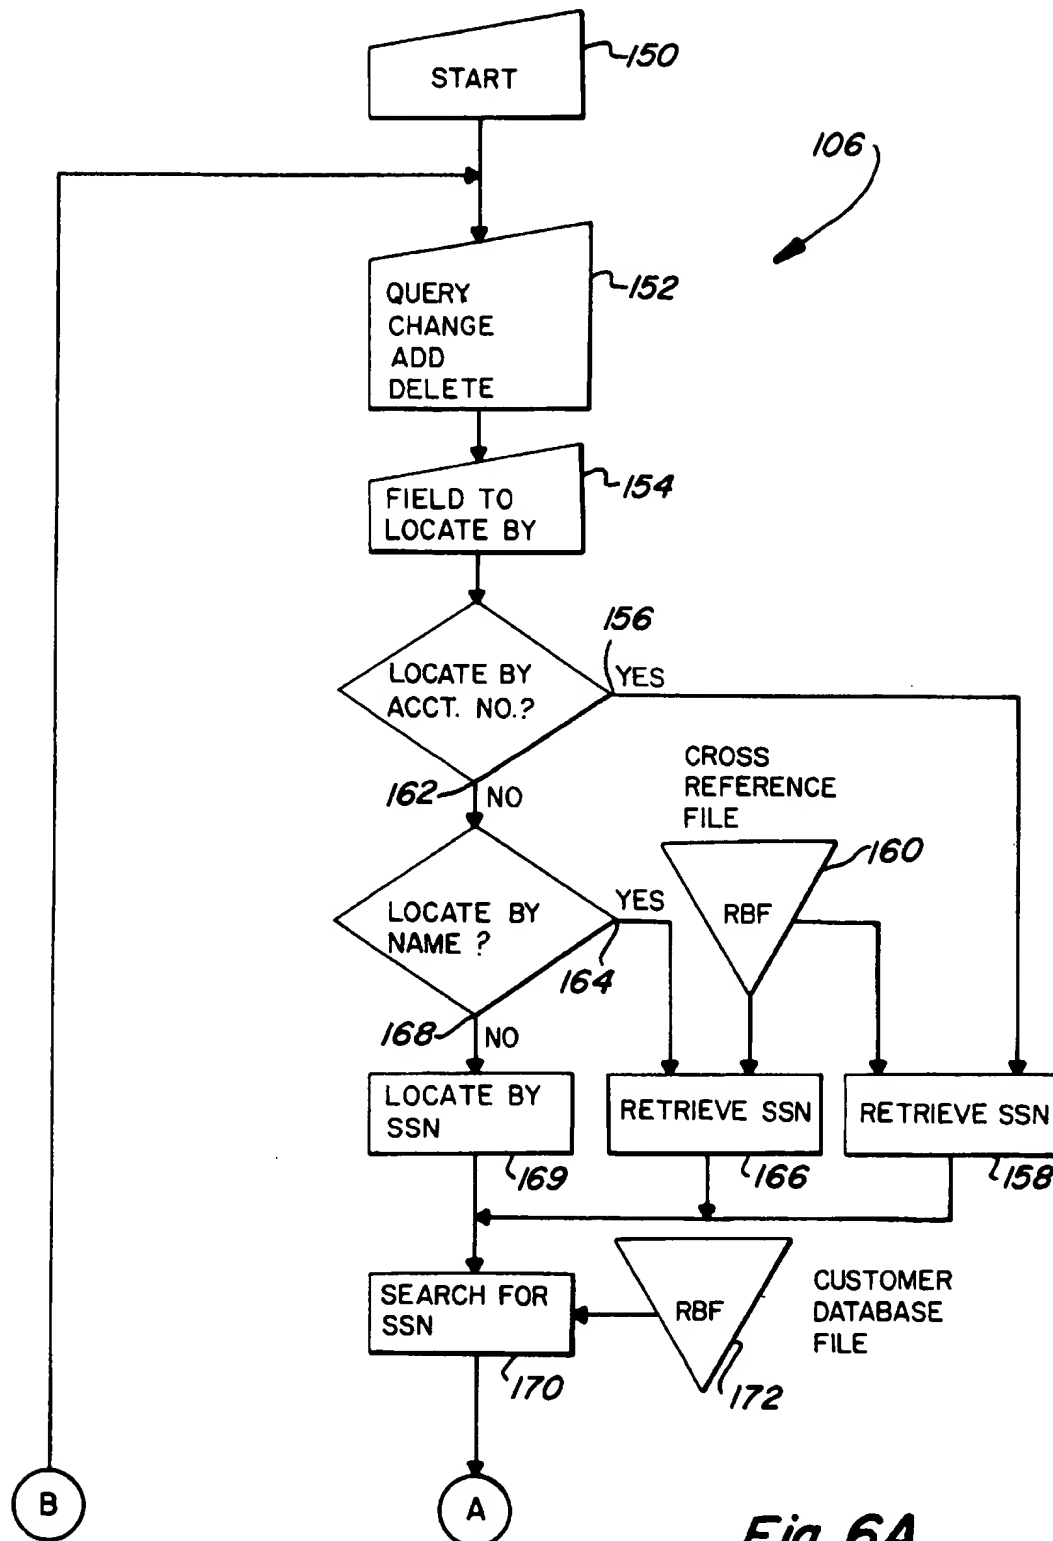 START
150
106
QUERY
CHANGE
ADD
DELETE
152
FIELD TO
LOCATE BY
154
LOCATE BY
ACCT. NO.?
156
YES
162
NO
CROSS
REFERENCE
FILE
RBF
160
LOCATE BY
NAME ?
YES
164
168
NO
LOCATE BY
SSN
169
RETRIEVE SSN
166
RETRIEVE SSN
158
SEARCH FOR
SSN
170
RBF
172
CUSTOMER
DATABASE
FILE
B
A
Fig. 6A